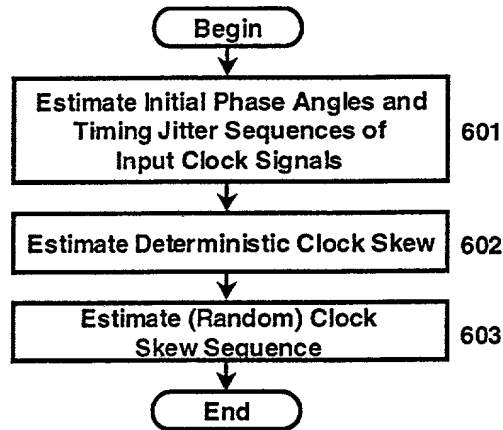 Begin
Estimate Initial Phase Angles and
Timing Jitter Sequences of
Input Clock Signals
601
Estimate Deterministic Clock Skew
602
Estimate (Random) Clock
Skew Sequence
603
End